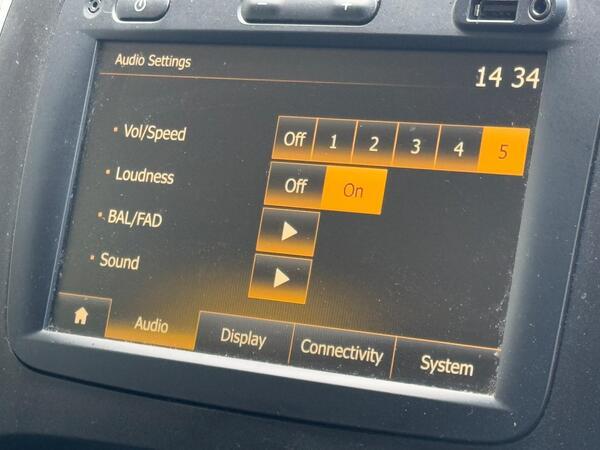 Audio Settings
14 34
Vol/Speed Off 1 2 3 4 5
Loudness Off On
BAL/FAD
Sound
Audio Display Connectivity System